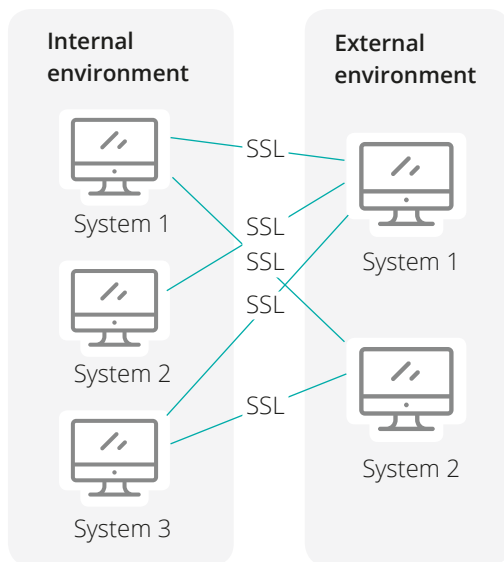 Internal
environment
System 1
System 2
System 3
SSL
SSL
SSL
SSL
SSL
External
environment
System 1
System 2